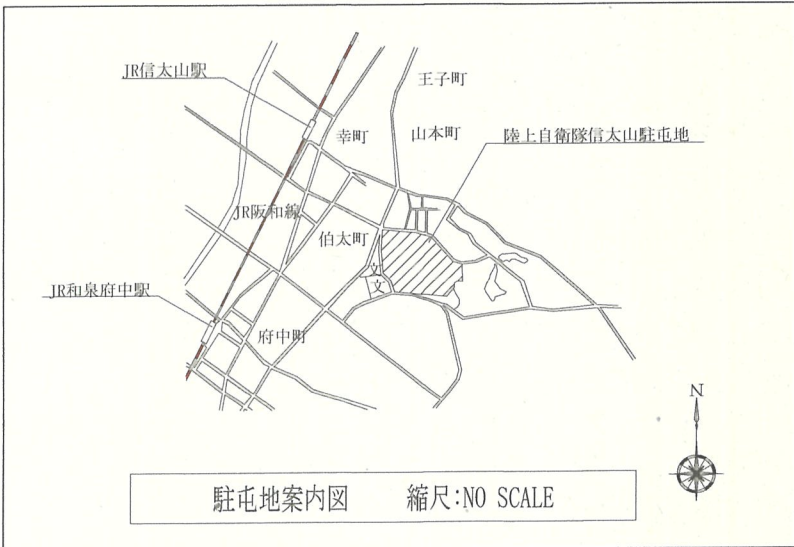 JR信太山駅
王子町
幸町
山本町
陸上自衛隊信太山駐屯地
JR阪和線
伯太町
文
文
JR和泉府中駅
府中町
N
駐屯地案内図 縮尺:NO SCALE